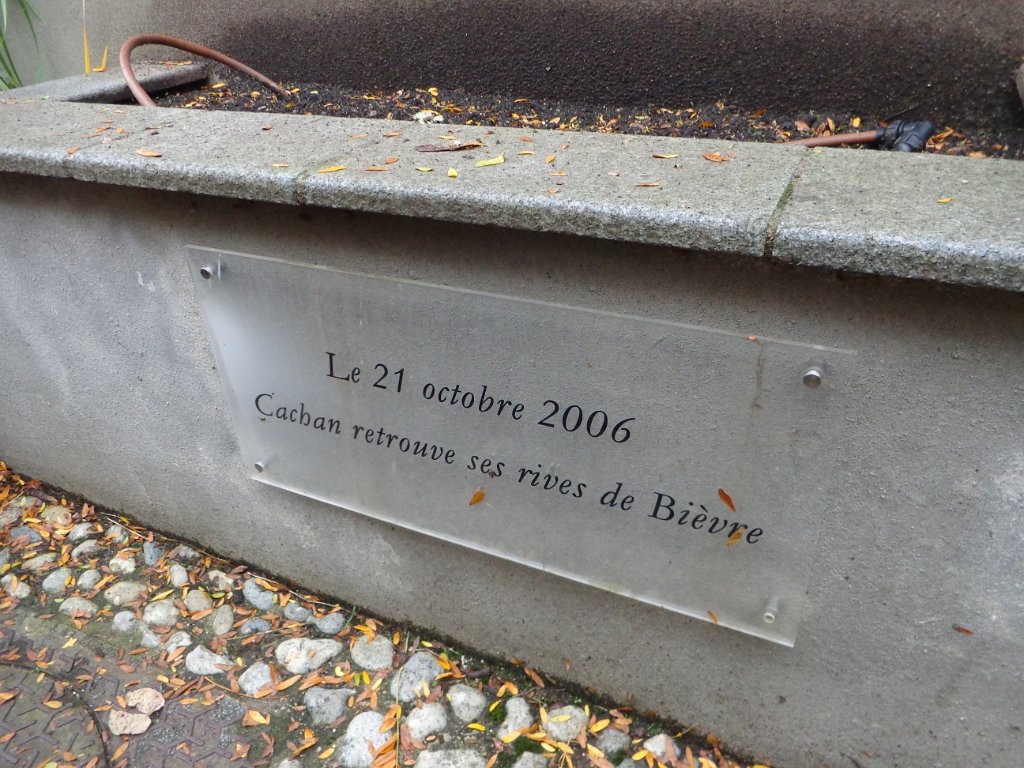 Le 21 octobre 2006
Cachan retrouve ses rives de Bièvre